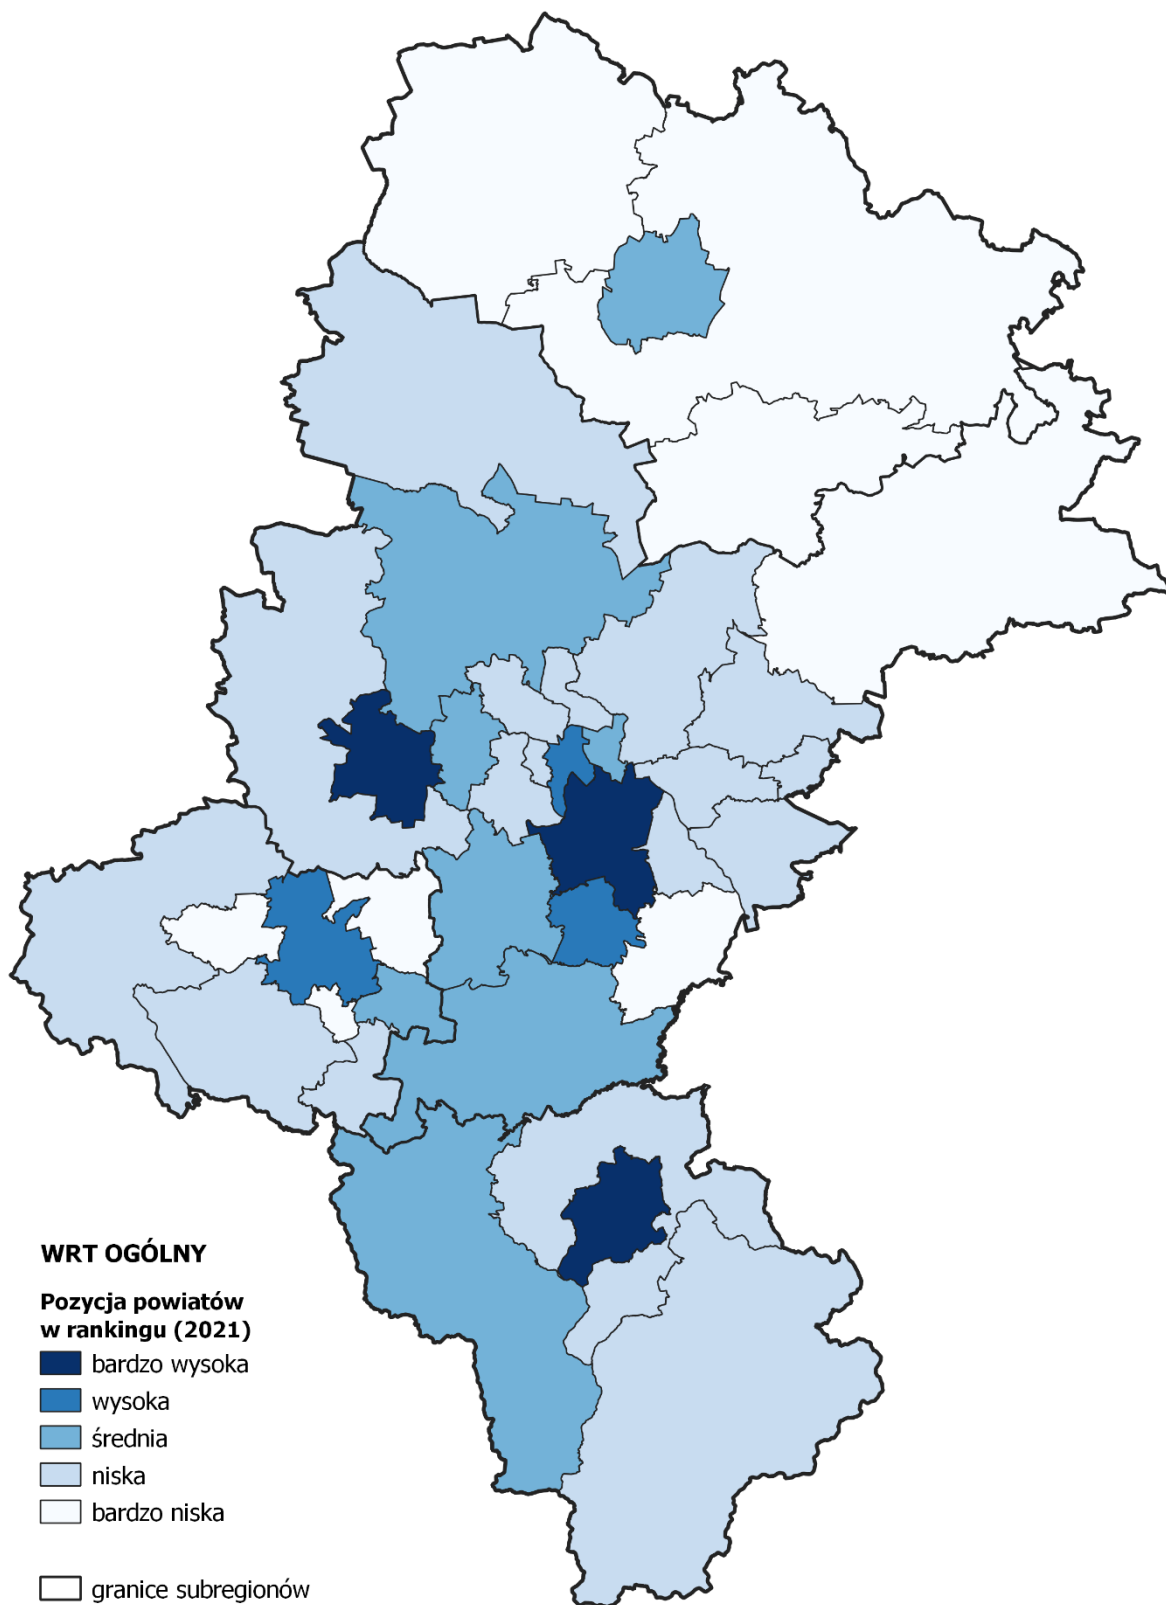 WRT OGÓLNY
Pozycja powiatów
w rankingu (2021)
bardzo wysoka
wysoka
średnia
niska
bardzo niska
granice subregionów